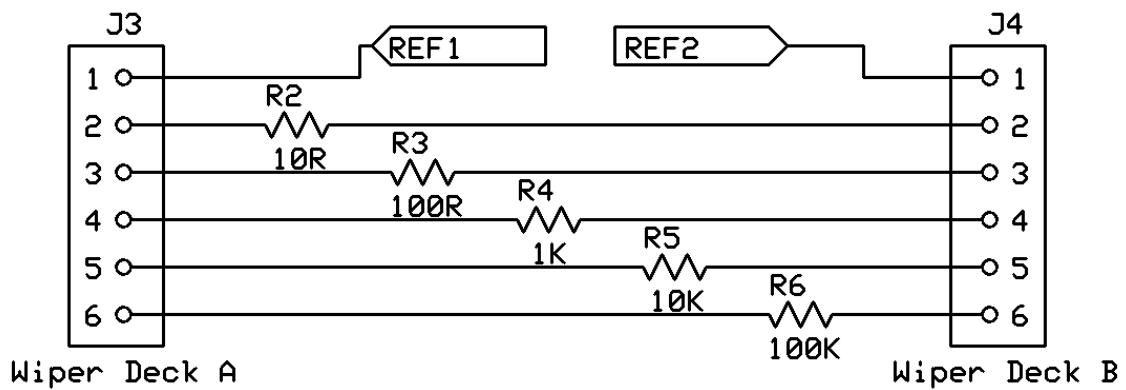 J3
J4
REF1
REF2
1
1
R2
2
2
10R
R3
3
3
100R
R4
4
4
1K
R5
5
5
10K
R6
6
6
100K
Wiper Deck A
Wiper Deck B